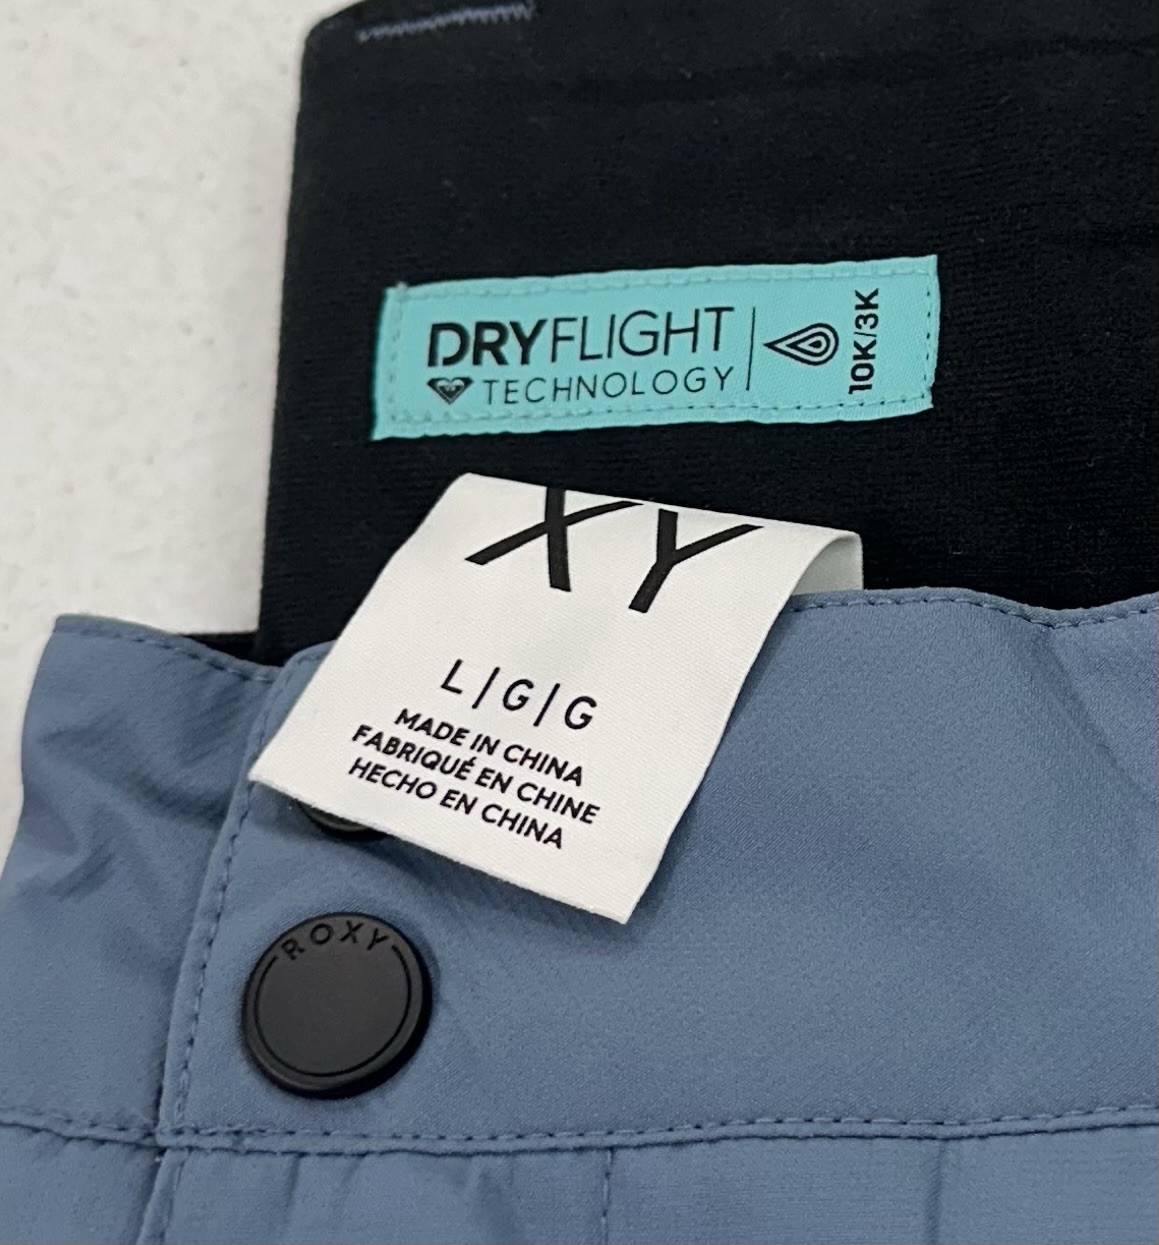 DRYFLIGHT
TECHNOLOGY
10K/3K
XY
L|G|G
MADE IN CHINA
FABRIQUÉ EN CHINE
HECHO EN CHINA
ROXY